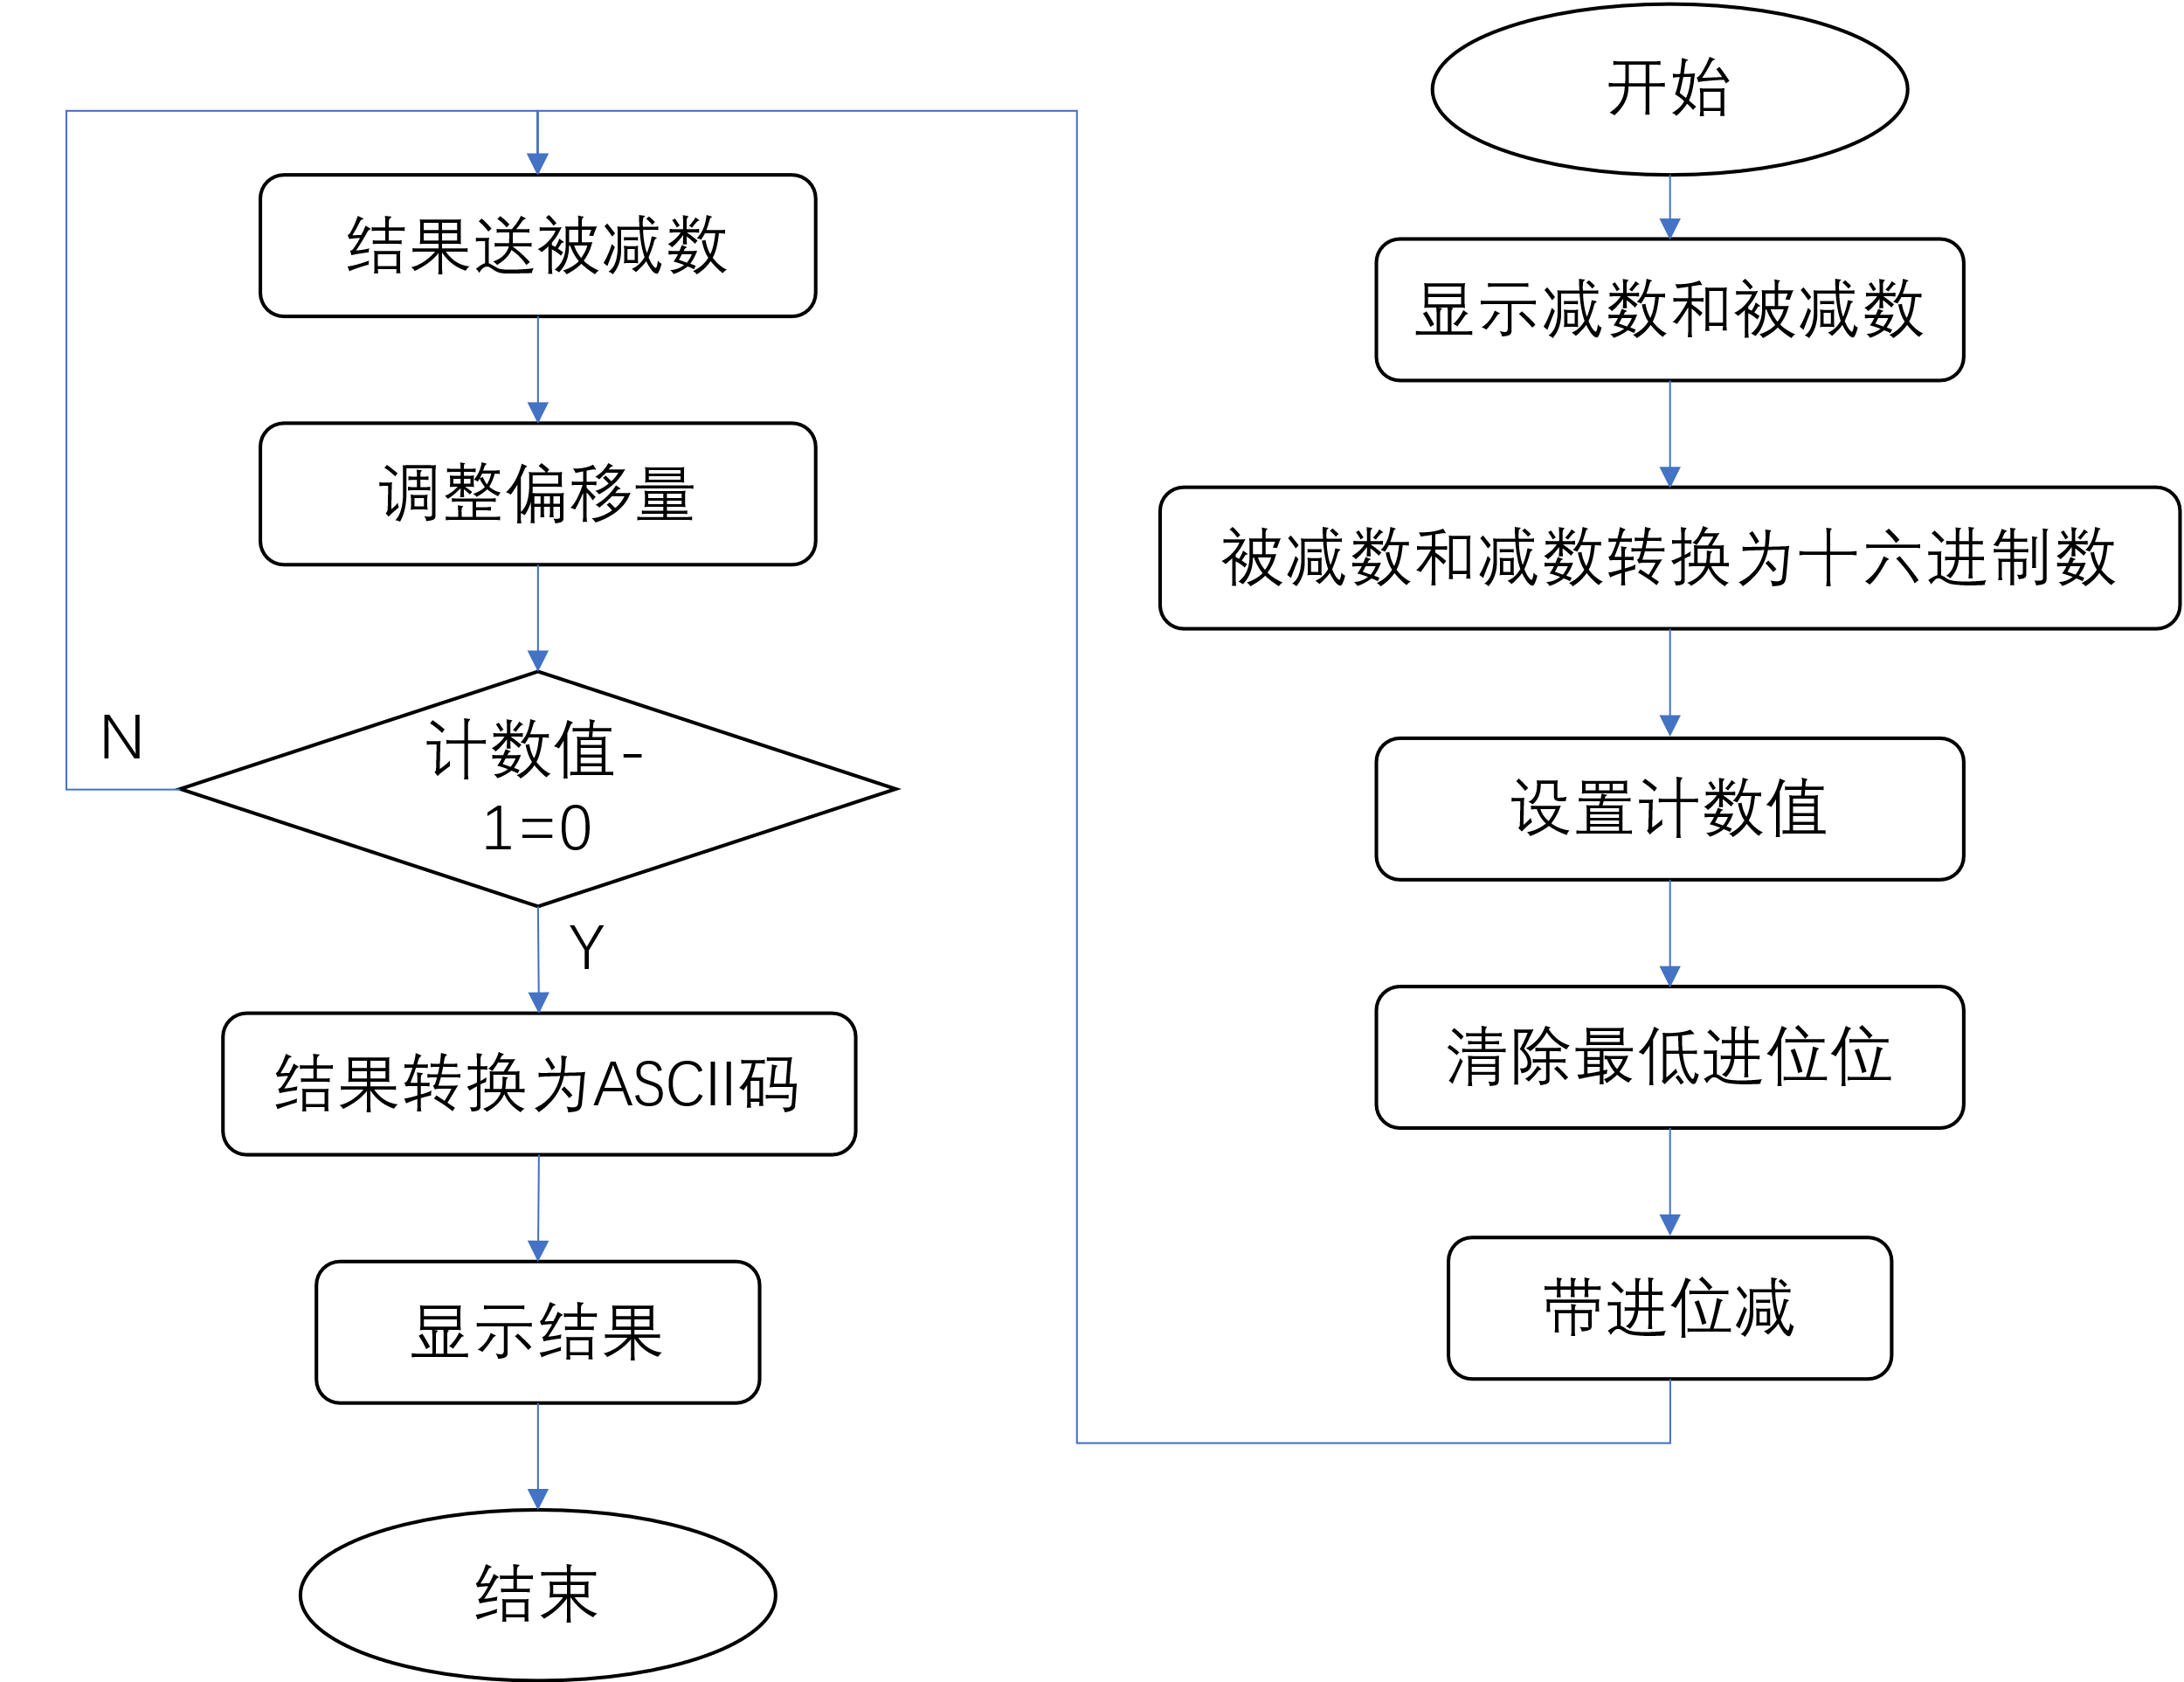 开始
显示减数和被减数
被减数和减数转换为十六进制数
设置计数值
清除最低进位位
带进位减
结果送被减数
调整偏移量
计数值-
1=0
N
Y
结果转换为ASCII码
显示结果
结束